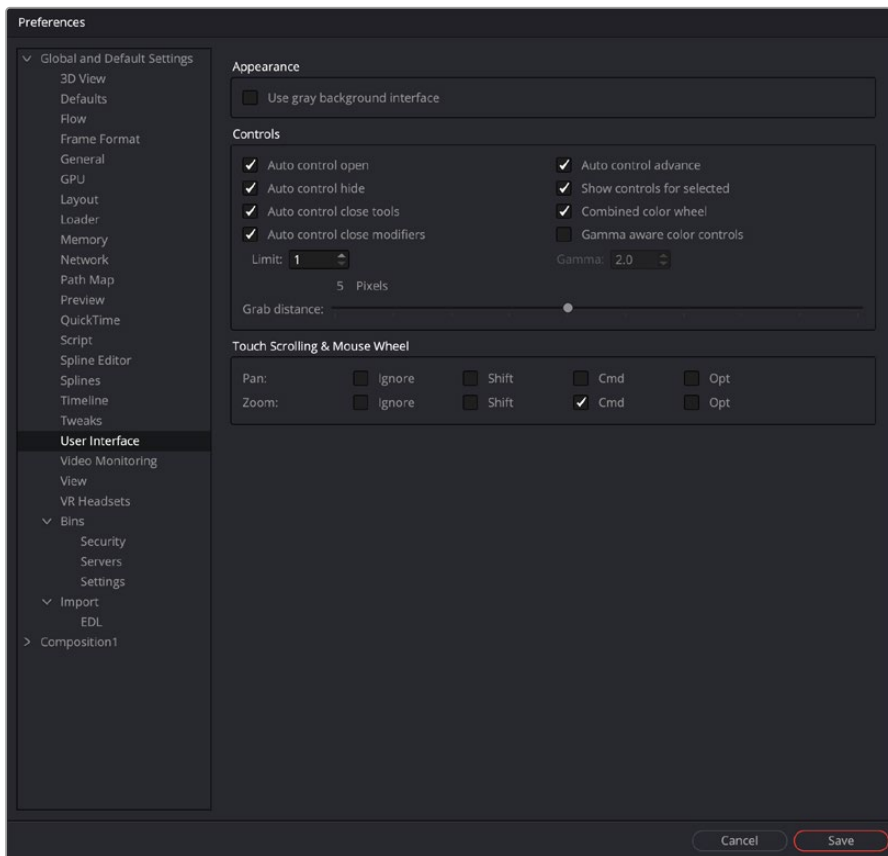 Preferences
Global and Default Settings
3D View
Defaults
Flow
Frame Format
General
GPU
Layout
Loader
Memory
Network
Path Map
Preview
QuickTime
Script
Spline Editor
Splines
Timeline
Tweaks
User Interface
Video Monitoring
View
VR Headsets
Bins
Security
Servers
Settings
Import
EDL
Composition1
Appearance
Use gray background interface
Controls
Auto control open Auto control advance
Auto control hide Show controls for selected
Auto control close tools Combined color wheel
Auto control close modifiers Gamma aware color controls
Limit: 1 Gamma: 2.0
5 Pixels
Grab distance:
Touch Scrolling & Mouse Wheel
Pan: Ignore Shift Cmd Opt
Zoom: Ignore Shift Cmd Opt
Cancel Save